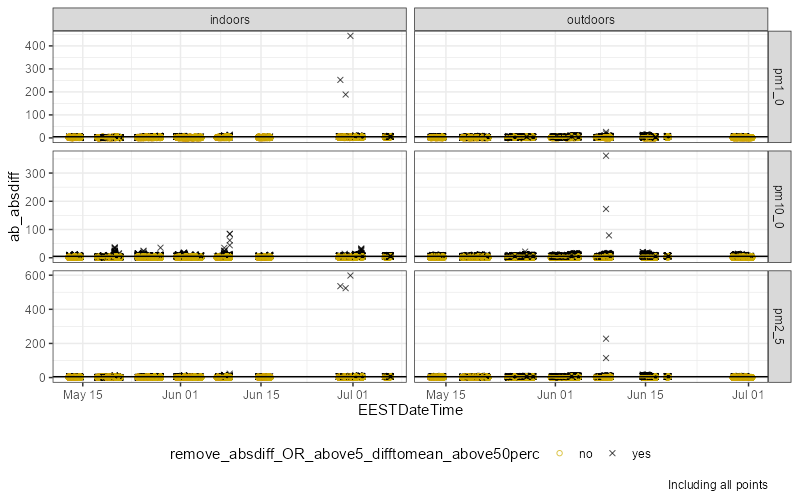 indoors outdoors
400
300
200
100
0
pm1_0
300
200
100
0
pm10_0
600
400
200
0
pm2_5
ab_absdiff
May 15 Jun 01 Jun 15 Jul 01 May 15 Jun 01 Jun 15 Jul 01
EESTDateTime
remove_absdiff_OR_above5_difftomean_above50perc no yes
Including all points